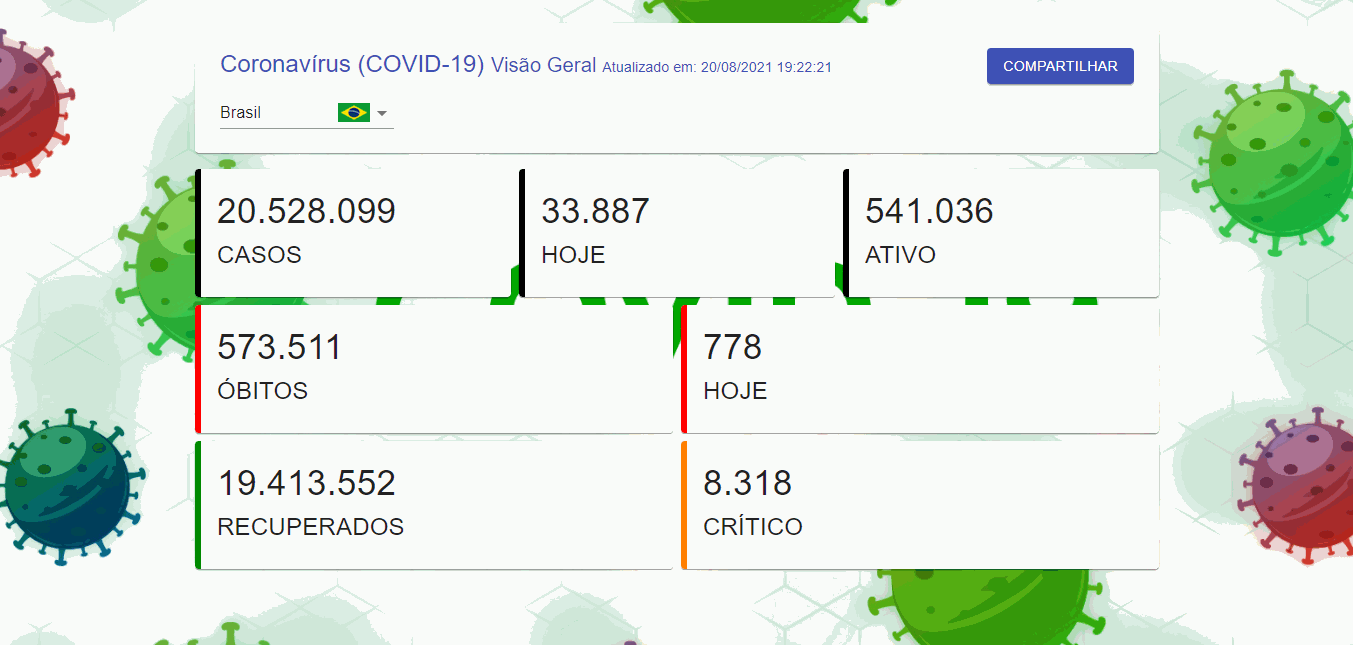 Coronavírus (COVID-19) Visão Geral Atualizado em: 20/08/2021 19:22:21
COMPARTILHAR
Brasil
20.528.099
CASOS
33.887
HOJE
541.036
ATIVO
573.511
ÓBITOS
778
HOJE
19.413.552
RECUPERADOS
8.318
CRÍTICO